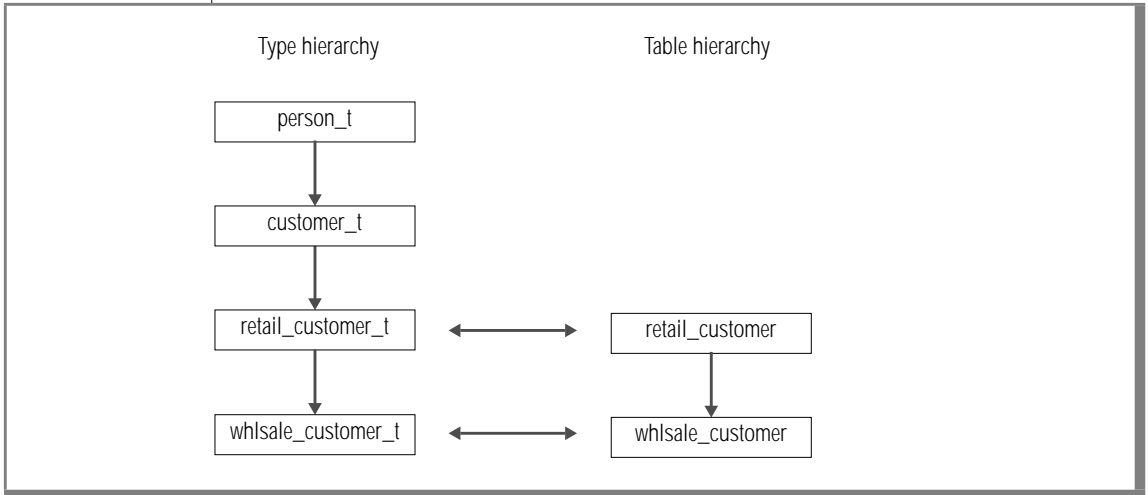 Type hierarchy Table hierarchy
person_t
customer_t
retail_customer_t retail_customer
whlsale_customer_t whlsale_customer